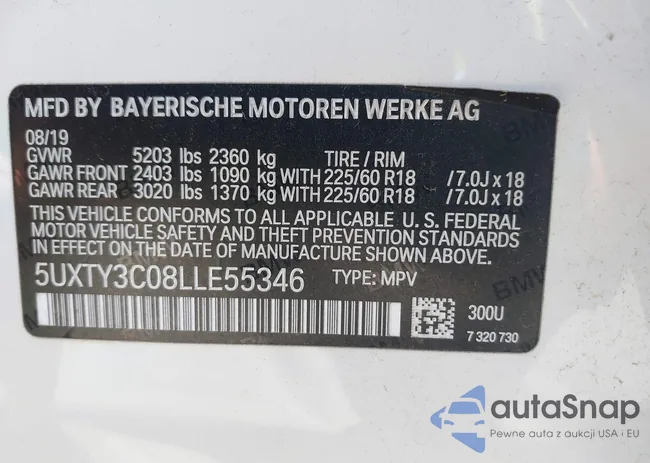 MFD BY BAYERISCHE MOTOREN WERKE AG
08/19
GVWR 5203 lbs 2360 kg TIRE / RIM
GAWR FRONT 2403 lbs 1090 kg WITH 225/60 R18 /7.0J x 18
GAWR REAR 3020 lbs 1370 kg WITH 225/60 R18 /7.0J x 18
THIS VEHICLE CONFORMS TO ALL APPLICABLE U. S. FEDERAL
MOTOR VEHICLE SAFETY AND THEFT PREVENTION STANDARDS
IN EFFECT ON THE DATE OF MANUFACTURE SHOWN ABOVE.
5UXTY3C08LLE55346 TYPE: MPV
300U
7 320 730
autaSnap
Pewne auta z aukcji USA i EU